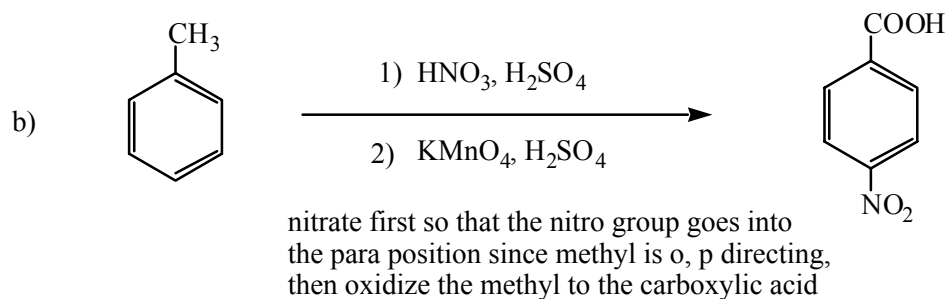 b)
CH3
1) HNO3, H2SO4
2) KMnO4, H2SO4
COOH
NO2
nitrate first so that the nitro group goes into
the para position since methyl is o, p directing,
then oxidize the methyl to the carboxylic acid